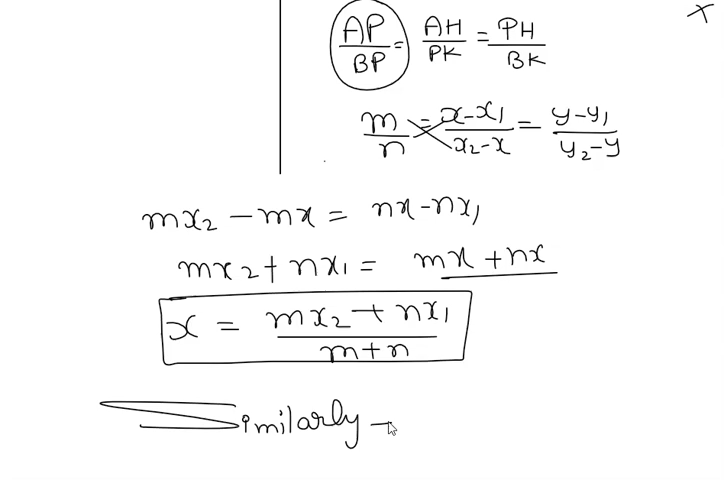 AP/BP = AH/PK = PH/BK
m/n = x-x₁/x₂-x = y-y₁/y₂-y
mx₂ - mx = nx - nx₁
mx₂ + nx₁ = mx + nx
x = mx₂ + nx₁/m+n
Similarly -